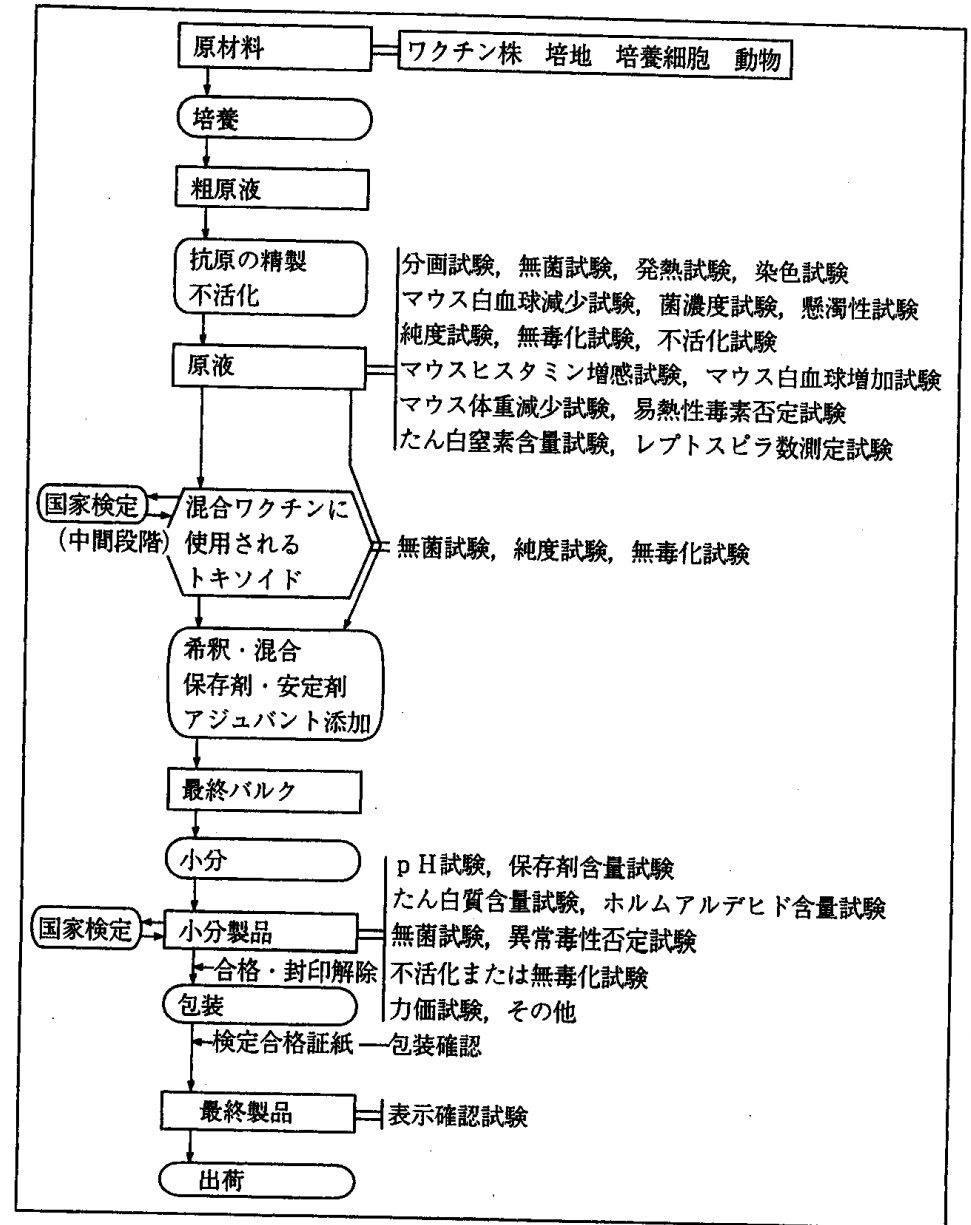 原材料
ワクチン株 培地 培養細胞 動物
培養
粗原液
抗原の精製
不活化
分画試験，無菌試験，発熱試験，染色試験
マウス白血球減少試験，菌濃度試験，懸濁性試験
純度試験，無毒化試験，不活化試験
原液
マウスヒスタミン増感試験，マウス白血球増加試験
マウス体重減少試験，易熱性毒素否定試験
たん白窒素含量試験，レプトスピラ数測定試験
国家検定
（中間段階）
混合ワクチンに
使用される
トキソイド
無菌試験，純度試験，無毒化試験
希釈・混合
保存剤・安定剤
アジュバント添加
最終バルク
小分
pH試験，保存剤含量試験
たん白質含量試験，ホルムアルデヒド含量試験
国家検定
小分製品
無菌試験，異常毒性否定試験
合格・封印解除
不活化または無毒化試験
包装
力価試験，その他
検定合格証紙
包装確認
最終製品
表示確認試験
出荷